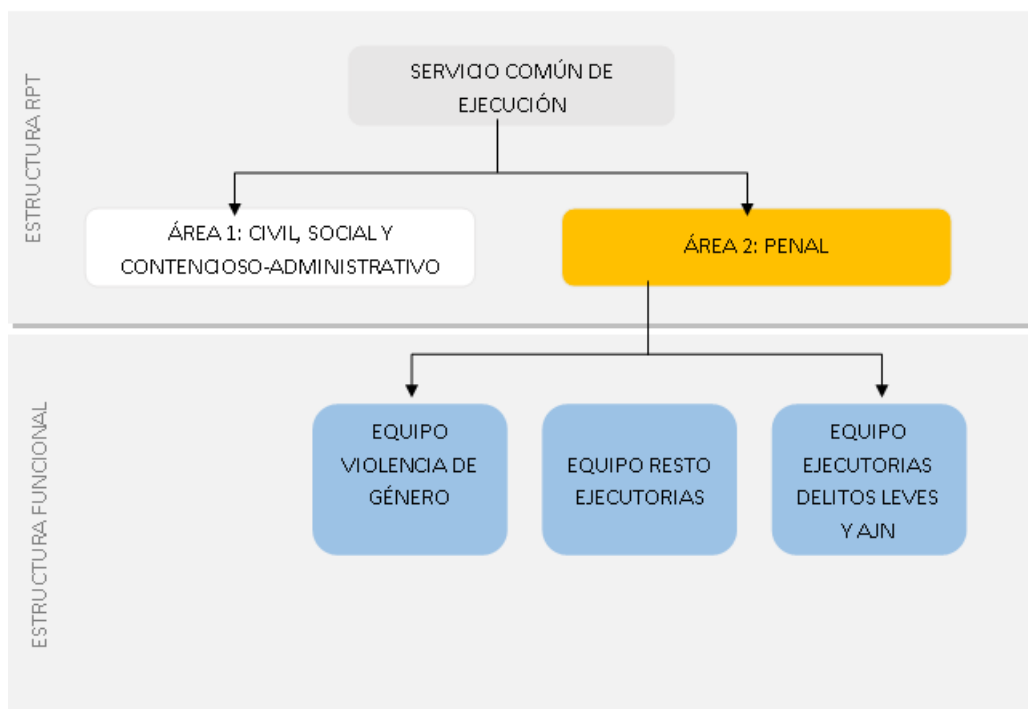 ESTRUCTURA RPT
SERVICIO COMÚN DE
EJECUCIÓN
ÁREA 1: CIVIL, SOCIAL Y
CONTENCIOSO-ADMINISTRATIVO
ÁREA 2: PENAL
ESTRUCTURA FUNCIONAL
EQUIPO
VIOLENCIA DE
GÉNERO
EQUIPO RESTO
EJECUTORIAS
EQUIPO
EJECUTORIAS
DELITOS LEVES
Y AJN